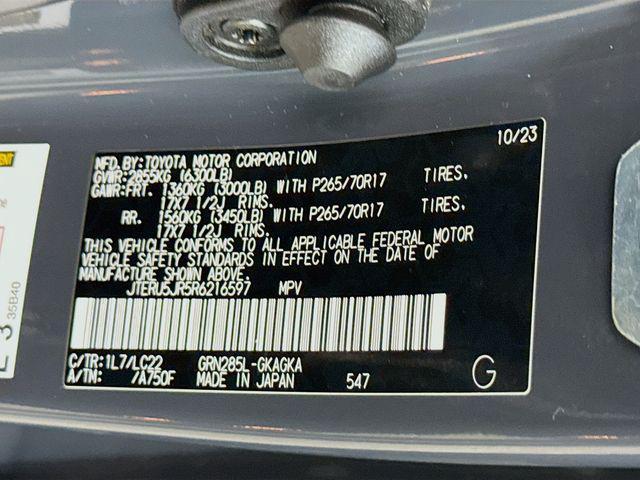 10/23
MFD. BY: TOYOTA MOTOR CORPORATION
GVWR: 2855KG (6300LB)
GAWR: FRT. 1360KG (3000LB) WITH P265/70R17 TIRES.
17X7 1/2J RIMS.
RR. 1560KG (3450LB) WITH P265/70R17 TIRES.
17X7 1/2J RIMS.
THIS VEHICLE CONFORMS TO ALL APPLICABLE FEDERAL MOTOR
VEHICLE SAFETY STANDARDS IN EFFECT ON THE DATE OF
MANUFACTURE SHOWN ABOVE.
JTERU5JR5R6216597 MPV
C/TR: 1L7/LC22 GRN285L-GKAGKA
A/TM: /A750F MADE IN JAPAN 547 G
35B40